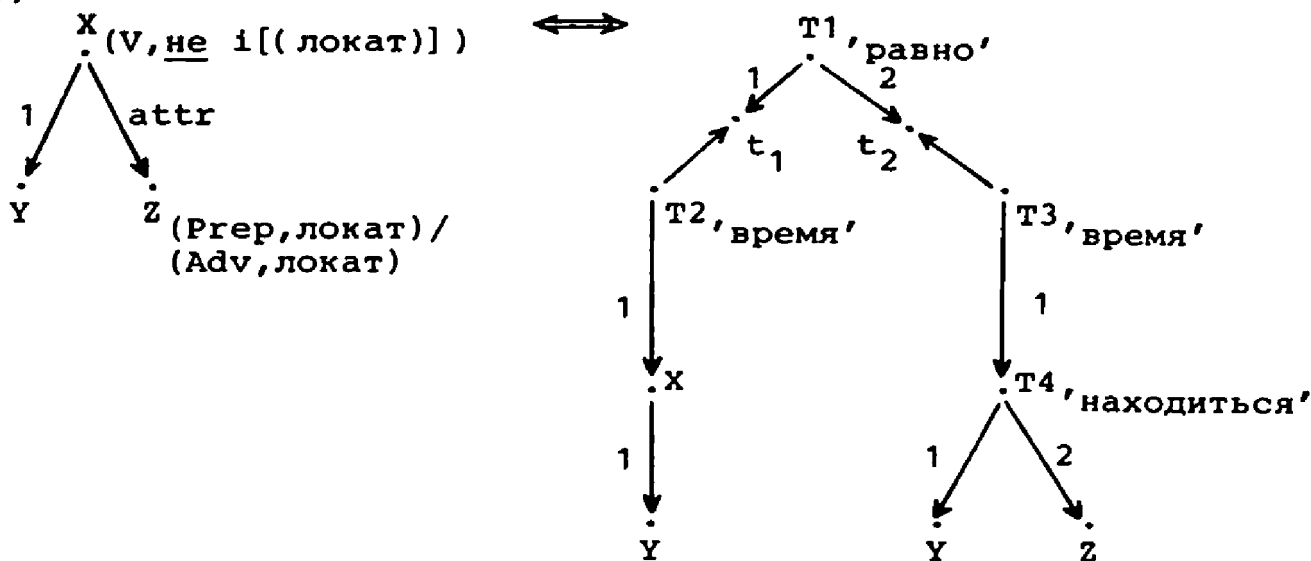 X (V, не i[(локат)])
1 attr
Y Z (Prep,локат)/
(Adv,локат)
T1 'равно'
1 2
t1 t2
T2 'время' T3 'время'
1 1
X T4 'находиться'
1 1 2
Y Y Z